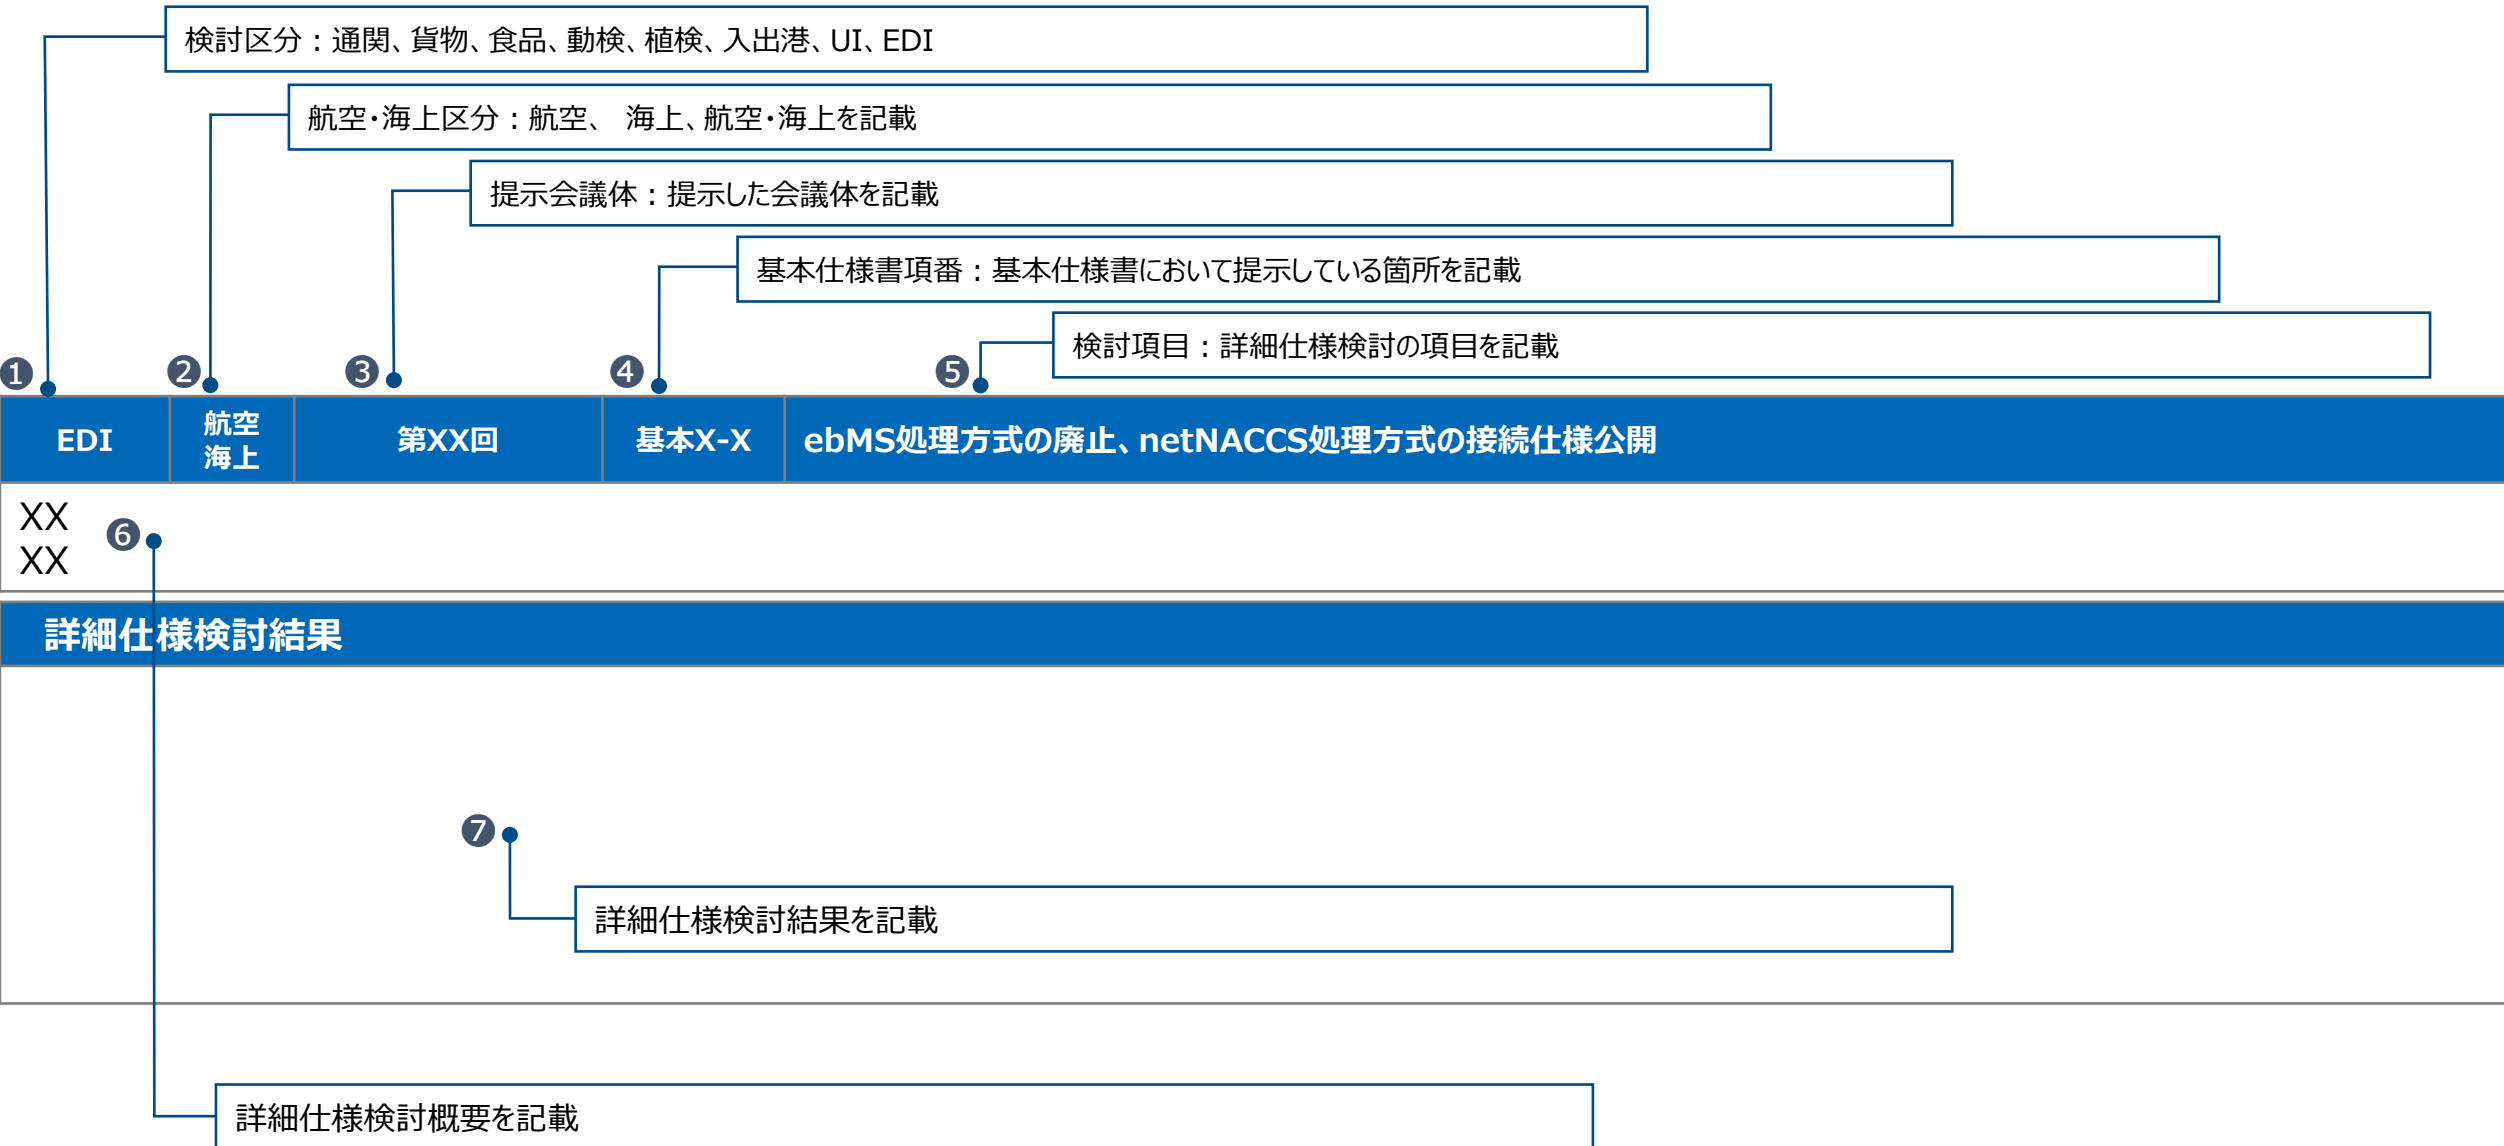 検討区分：通関、貨物、食品、動検、植検、入出港、UI、EDI
航空・海上区分：航空、 海上、航空・海上を記載
提示会議体：提示した会議体を記載
基本仕様書項番：基本仕様書において提示している箇所を記載
検討項目：詳細仕様検討の項目を記載
❶ ❷ ❸ ❹ ❺
EDI
航空
海上
第XX回
基本X-X
ebMS処理方式の廃止、netNACCS処理方式の接続仕様公開
XX
XX
❻
詳細仕様検討結果
❼
詳細仕様検討結果を記載
詳細仕様検討概要を記載